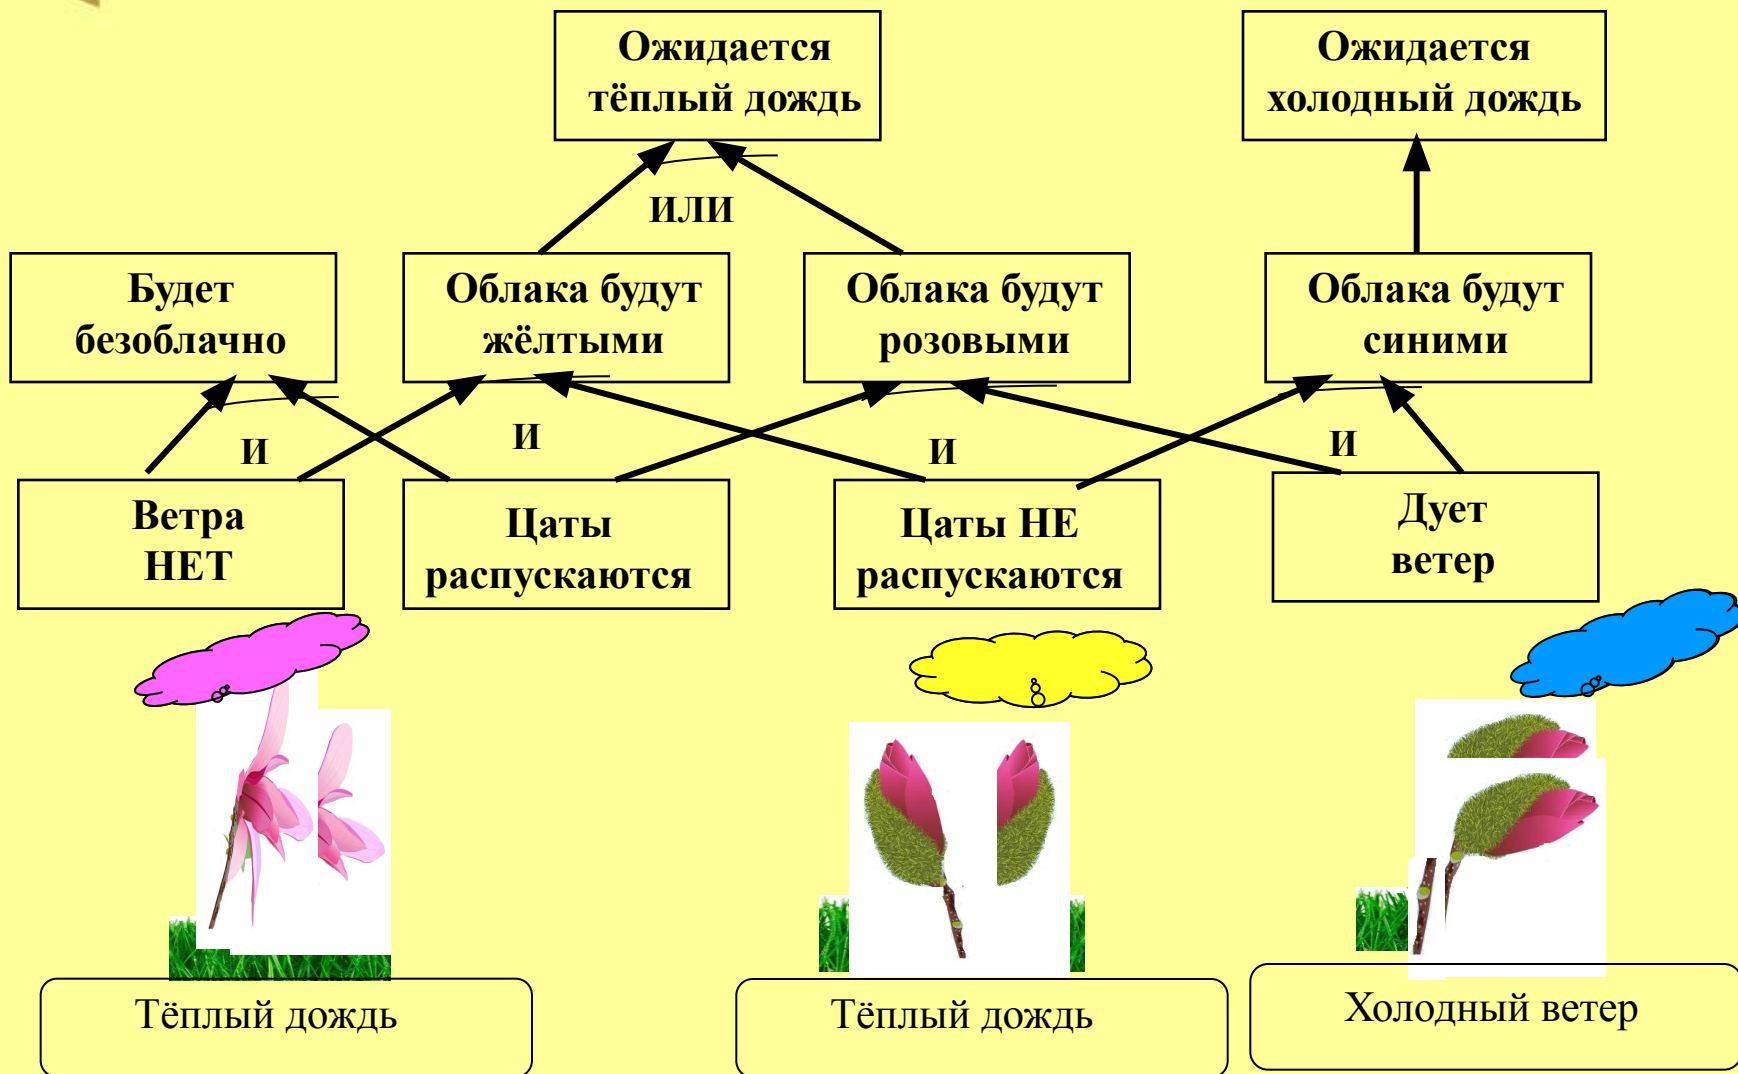 Ожидается
тёплый дождь
Ожидается
холодный дождь
ИЛИ
Будет
безоблачно
Облака будут
жёлтыми
Облака будут
розовыми
Облака будут
синими
И
И
И
И
Ветра
НЕТ
Цаты
распускаются
Цаты НЕ
распускаются
Дует
ветер
Тёплый дождь
Тёплый дождь
Холодный ветер